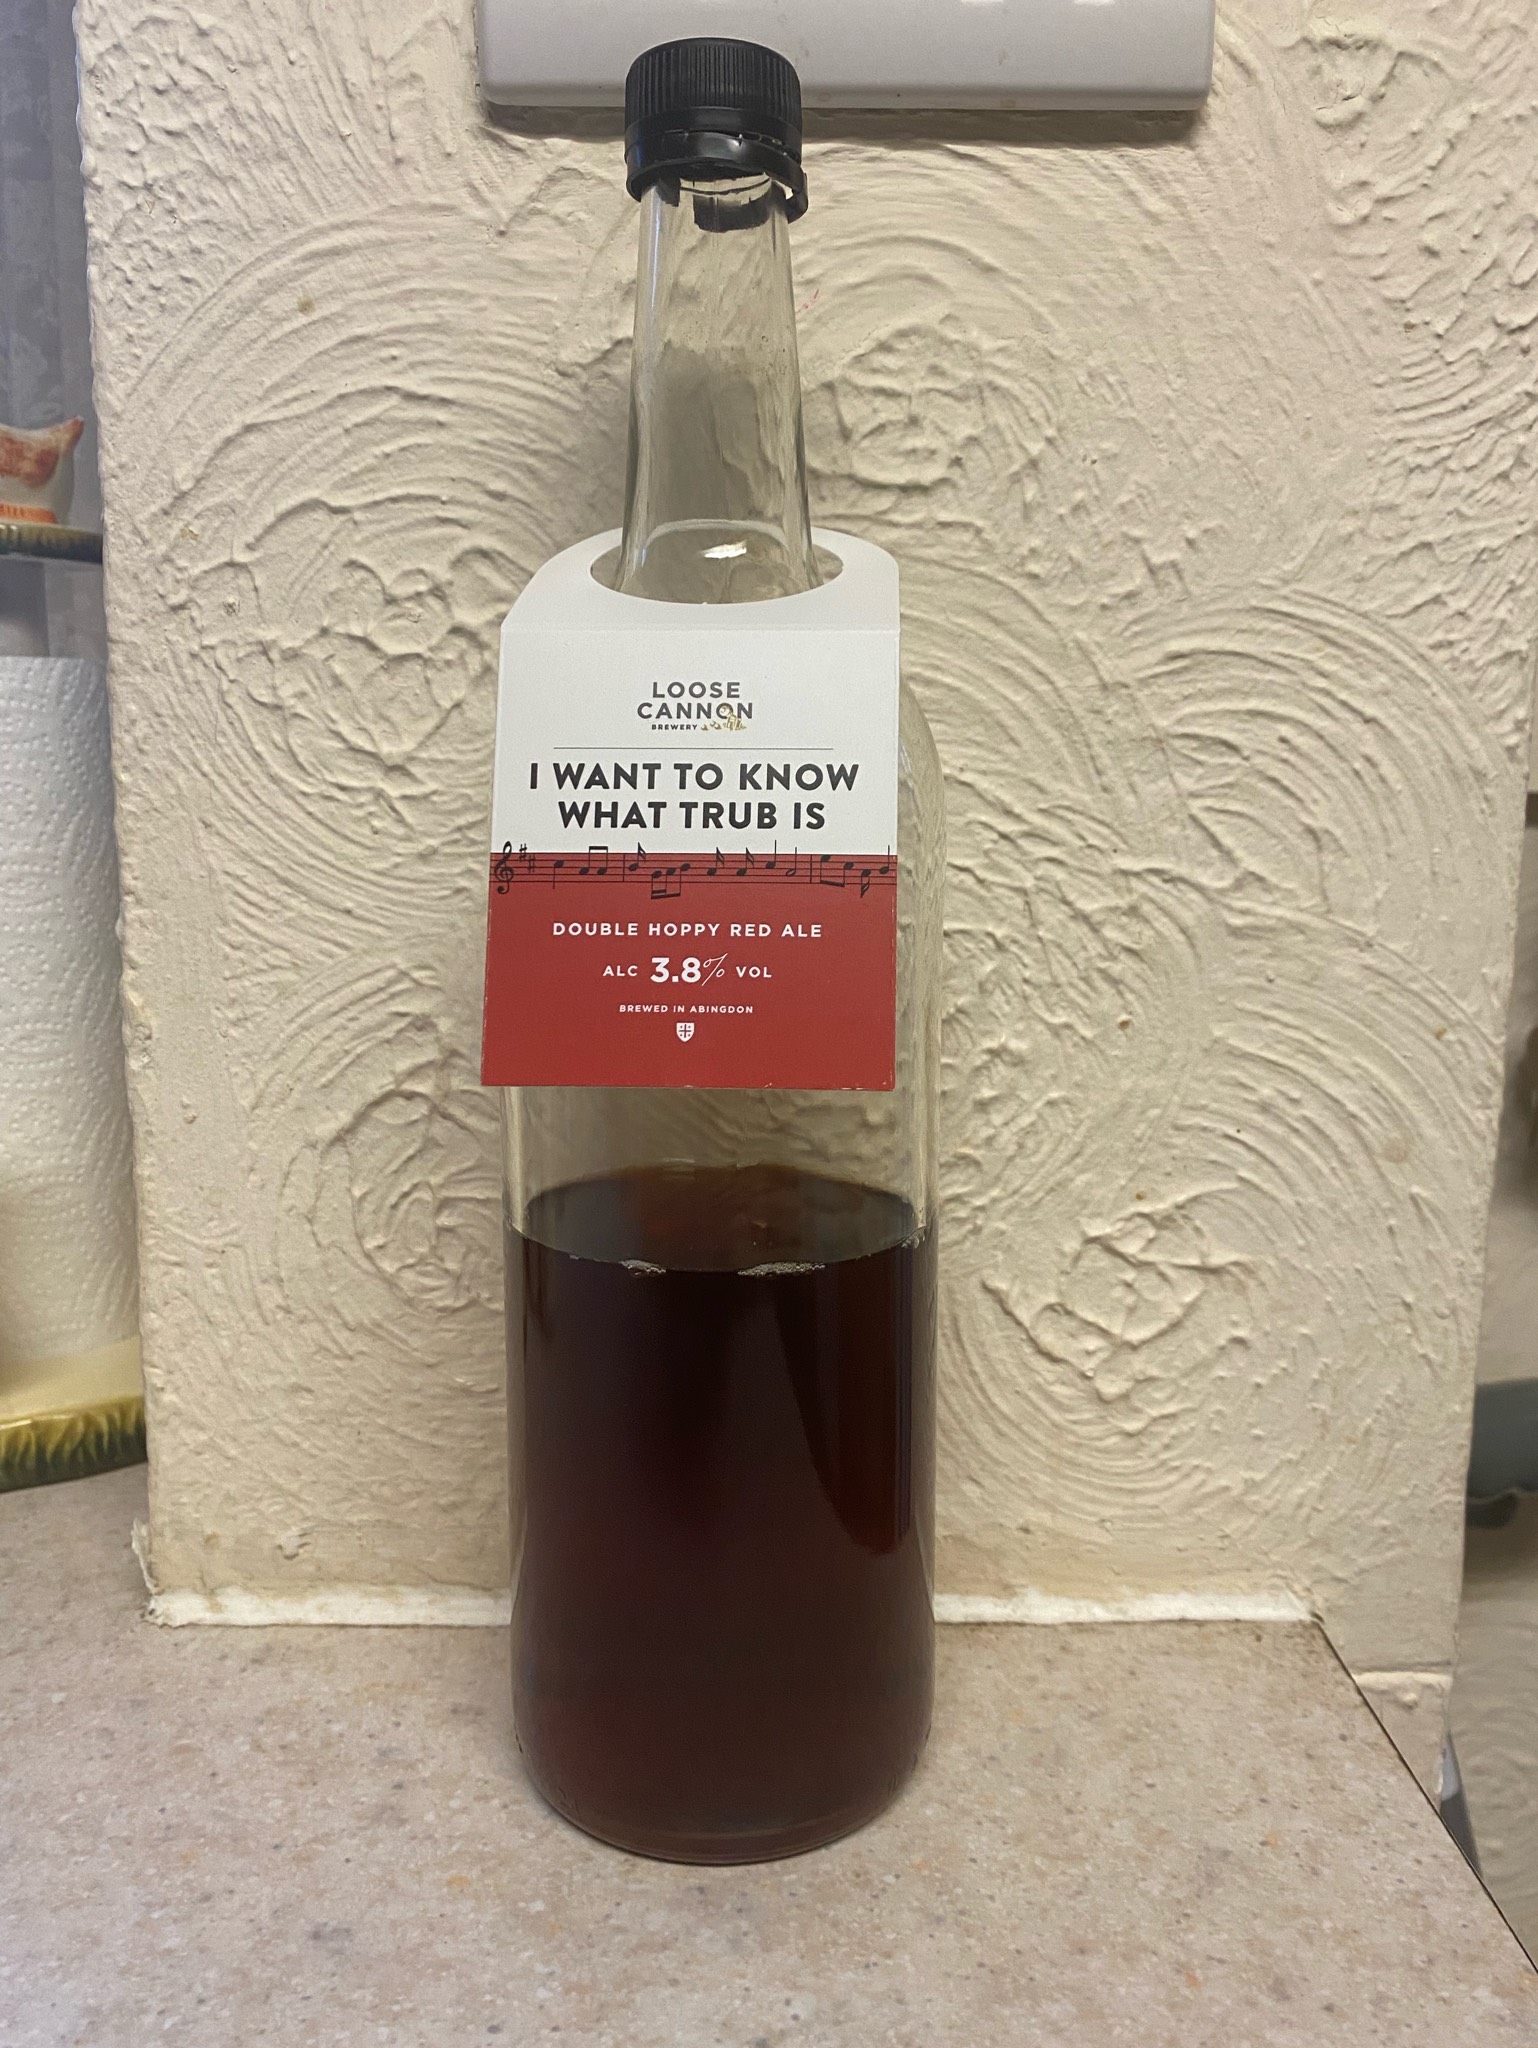 LOOSE
CANNON
BREWERY
I WANT TO KNOW
WHAT TRUB IS
DOUBLE HOPPY RED ALE
ALC 3.8% VOL
BREWED IN ABINGDON